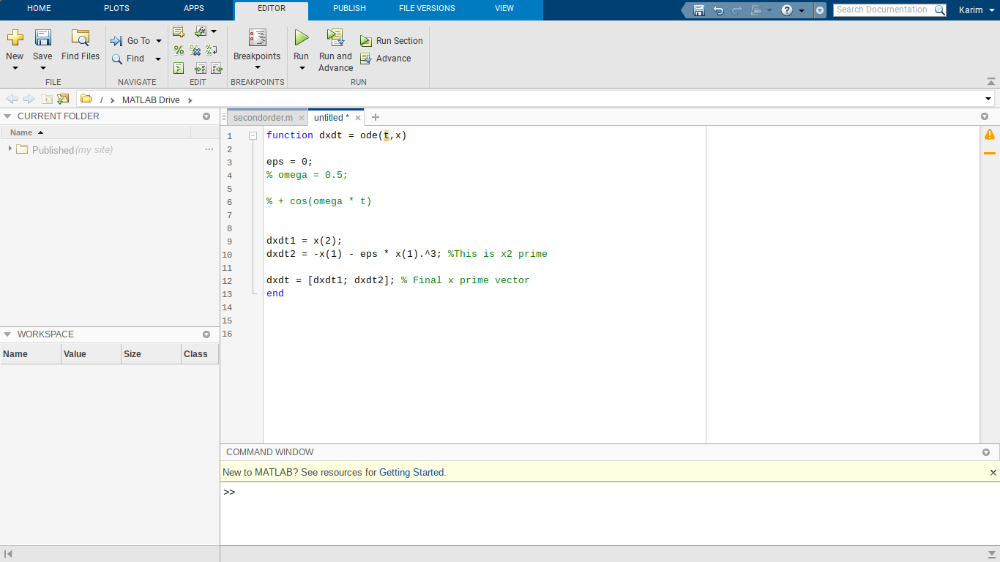 HOME PLOTS APPS EDITOR PUBLISH FILE VERSIONS VIEW Search Documentation Karim
New Save Find Files Go To Find Breakpoints Run Run and Advance Run Section Advance
FILE NAVIGATE EDIT BREAKPOINTS RUN
/ MATLAB Drive
CURRENT FOLDER
Name
Published (my site)
WORKSPACE
Name Value Size Class
secondorder.m × untitled * × +
1 function dxdt = ode(t,x)
2
3 eps = 0;
4 % omega = 0.5;
5
6 % + cos(omega * t)
7
8
9 dxdt1 = x(2);
10 dxdt2 = -x(1) - eps * x(1).^3; %This is x2 prime
11
12 dxdt = [dxdt1; dxdt2]; % Final x prime vector
13 end
14
15
16
COMMAND WINDOW
New to MATLAB? See resources for Getting Started.
>>